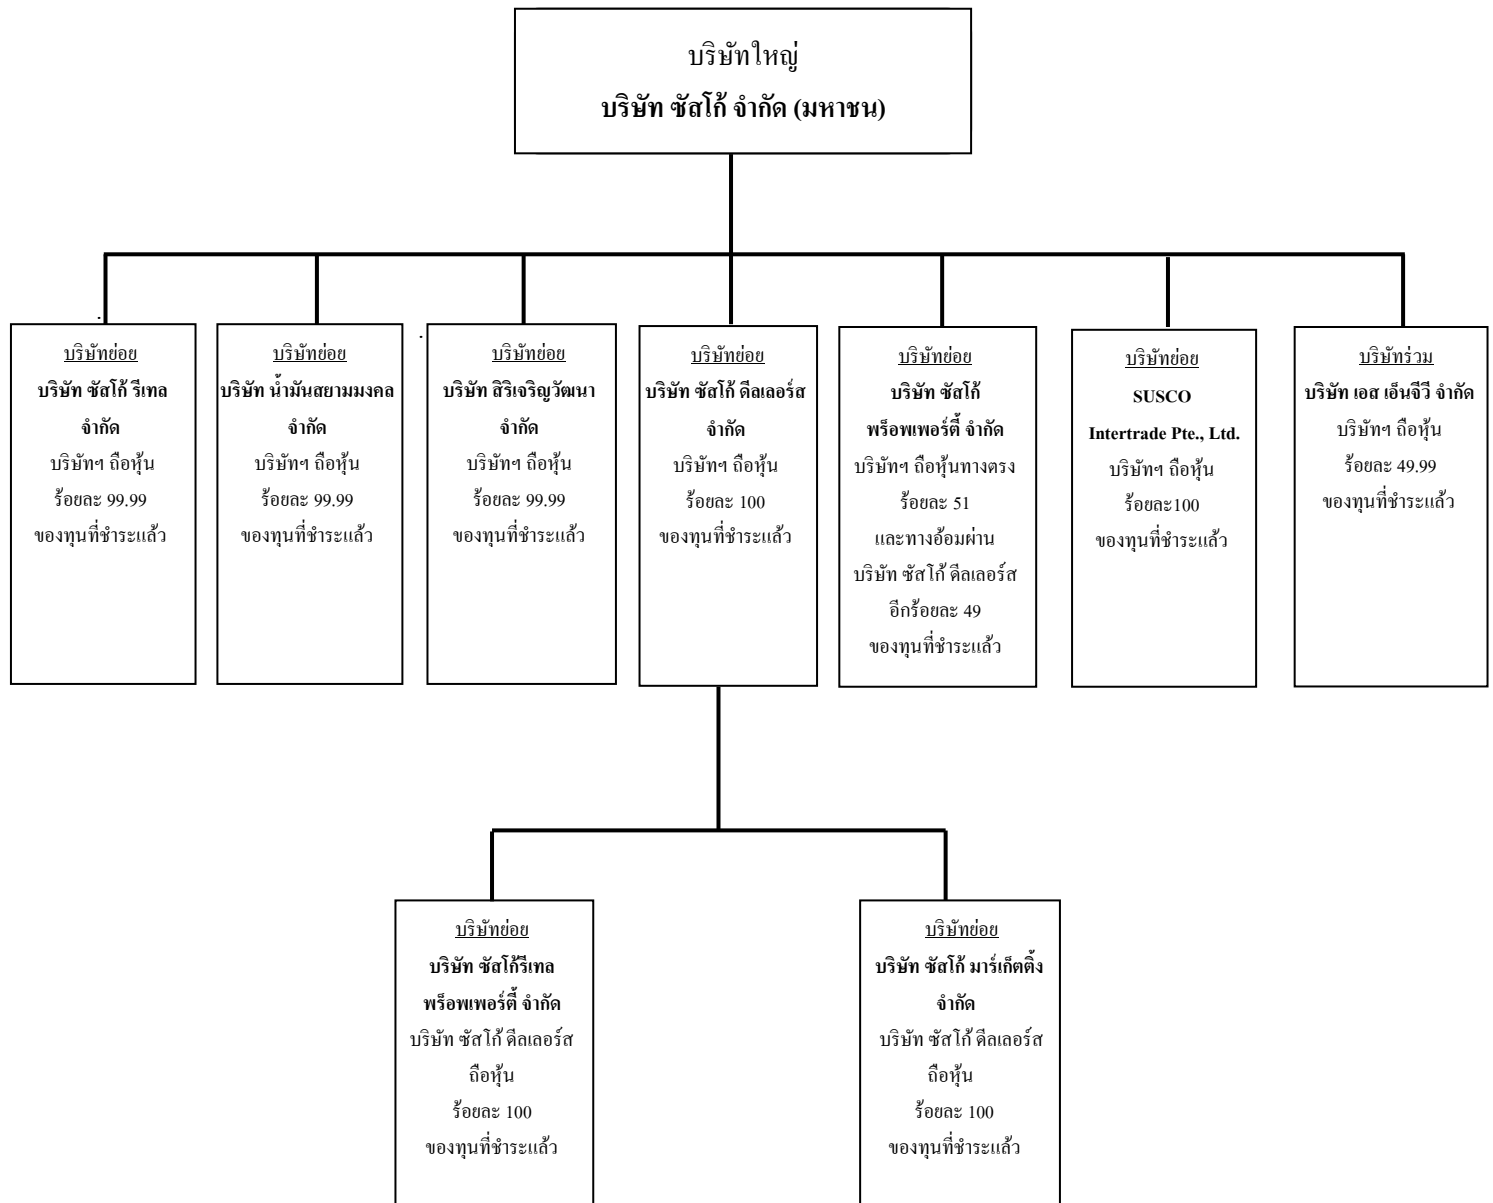 บริษัทใหญ่
บริษัท ซัสโก้ จำกัด (มหาชน)
บริษัทย่อย
บริษัท ซัสโก้ รีเทล
จำกัด
บริษัทฯ ถือหุ้น
ร้อยละ 99.99
ของทุนที่ชำระแล้ว
บริษัทย่อย
บริษัท น้ำมันสยามมงคล
จำกัด
บริษัทฯ ถือหุ้น
ร้อยละ 99.99
ของทุนที่ชำระแล้ว
บริษัทย่อย
บริษัท สิริเจริญวัฒนา
จำกัด
บริษัทฯ ถือหุ้น
ร้อยละ 99.99
ของทุนที่ชำระแล้ว
บริษัทย่อย
บริษัท ซัสโก้ ดีลเลอร์ส
จำกัด
บริษัทฯ ถือหุ้น
ร้อยละ 100
ของทุนที่ชำระแล้ว
บริษัทย่อย
บริษัท ซัสโก้
พร็อพเพอร์ตี้ จำกัด
บริษัทฯ ถือหุ้นทางตรง
ร้อยละ 51
และทางอ้อมผ่าน
บริษัท ซัสโก้ ดีลเลอร์ส
อีกร้อยละ 49
ของทุนที่ชำระแล้ว
บริษัทย่อย
SUSCO
Intertrade Pte., Ltd.
บริษัทฯ ถือหุ้น
ร้อยละ100
ของทุนที่ชำระแล้ว
บริษัทร่วม
บริษัท เอส เอ็นจีวี จำกัด
บริษัทฯ ถือหุ้น
ร้อยละ 49.99
ของทุนที่ชำระแล้ว
บริษัทย่อย
บริษัท ซัสโก้รีเทล
พร็อพเพอร์ตี้ จำกัด
บริษัท ซัสโก้ ดีลเลอร์ส
ถือหุ้น
ร้อยละ 100
ของทุนที่ชำระแล้ว
บริษัทย่อย
บริษัท ซัสโก้ มาร์เก็ตติ้ง
จำกัด
บริษัท ซัสโก้ ดีลเลอร์ส
ถือหุ้น
ร้อยละ 100
ของทุนที่ชำระแล้ว